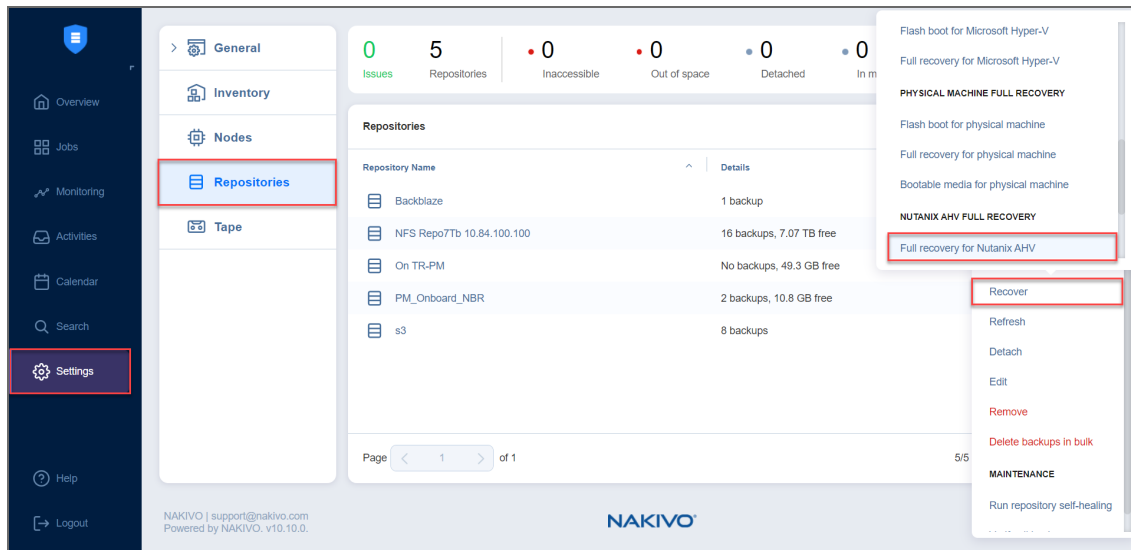 Overview
Jobs
Monitoring
Activities
Calendar
Search
Settings
Help
Logout
General
Inventory
Nodes
Repositories
Tape
0
Issues
5
Repositories
0
Inaccessible
0
Out of space
0
Detached
0
In m
Repositories
Repository Name
Details
Backblaze
1 backup
NFS Repo7Tb 10.84.100.100
16 backups, 7.07 TB free
On TR-PM
No backups, 49.3 GB free
PM_Onboard_NBR
2 backups, 10.8 GB free
s3
8 backups
Page
1
of 1
5/5
Flash boot for Microsoft Hyper-V
Full recovery for Microsoft Hyper-V
PHYSICAL MACHINE FULL RECOVERY
Flash boot for physical machine
Full recovery for physical machine
Bootable media for physical machine
NUTANIX AHV FULL RECOVERY
Full recovery for Nutanix AHV
Recover
Refresh
Detach
Edit
Remove
Delete backups in bulk
MAINTENANCE
Run repository self-healing
NAKIVO | support@nakivo.com
Powered by NAKIVO. v10.10.0.
NAKIVO®